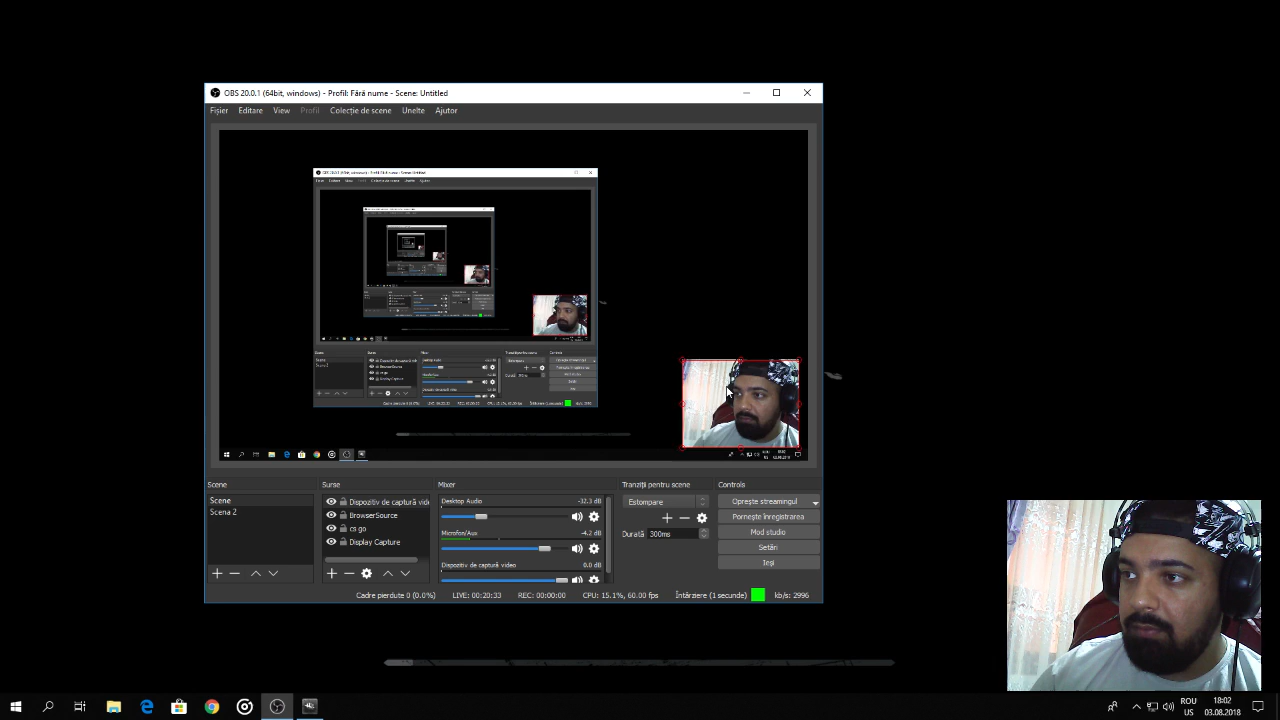 OBS 20.0.1 (64bit, windows) - Profil: Fără nume - Scene: Untitled
Fișier Editare View Profil Colecție de scene Unelte Ajutor
Scene Surse Mixer Tranziții pentru scene Controls
Scene
Scena 2
Dispozitiv de captură vide
BrowserSource
cs go
Display Capture
Desktop Audio -32.3 dB
Microfon/Aux -4.2 dB
Dispozitiv de captură video 0.0 dB
Estompare
Durată 300ms
Oprește streamingul
Pornește înregistrarea
Mod studio
Setări
Ieși
Cadre pierdute 0 (0.0%) LIVE: 00:20:33 REC: 00:00:00 CPU: 15.1%, 60.00 fps Întârziere (1 secunde) kb/s: 2996
ROU 18:02
US 03.08.2018